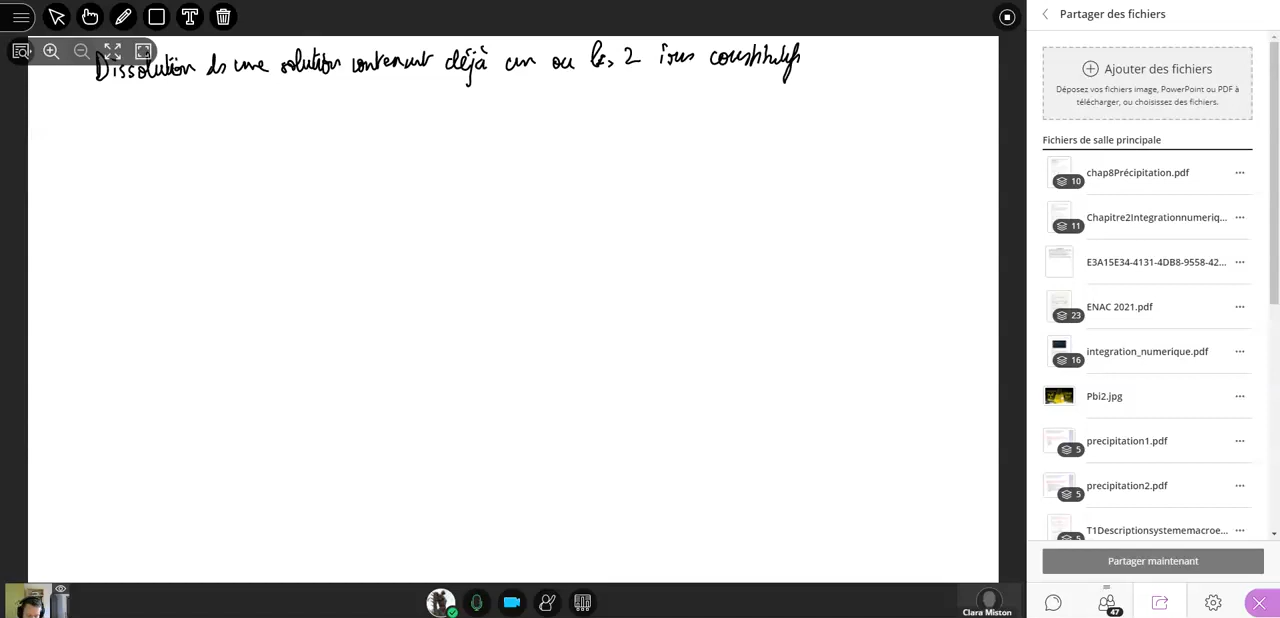 Partager des fichiers
Dissolution ds une solution contenant déjà un ou les 2 ions constitutifs
Ajouter des fichiers
Déposez vos fichiers image, PowerPoint ou PDF à
télécharger, ou choisissez des fichiers.
Fichiers de salle principale
chap8Précipitation.pdf
10
Chapitre2Integrationnumeriq...
11
E3A15E34-4131-4DB8-9558-42...
ENAC 2021.pdf
23
integration_numerique.pdf
16
Pbi2.jpg
precipitation1.pdf
5
precipitation2.pdf
5
T1Descriptionsystememacroe...
5
Partager maintenant
Clara Miston
47